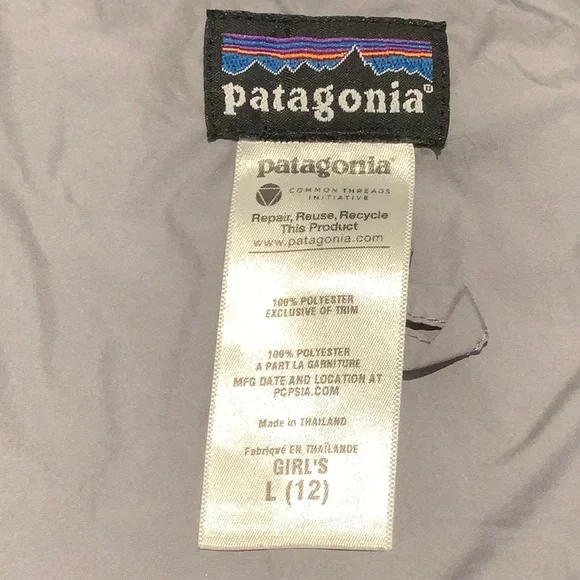 patagonia®
patagonia®
COMMON THREADS
INITIATIVE
Repair, Reuse, Recycle
This Product
www.patagonia.com
100% POLYESTER
EXCLUSIVE OF TRIM
100% POLYESTER
A PART LA GARNITURE
MFG DATE AND LOCATION AT
PCPSIA.COM
Made in THAILAND
Fabriqué EN THAÏLANDE
GIRL'S
L (12)